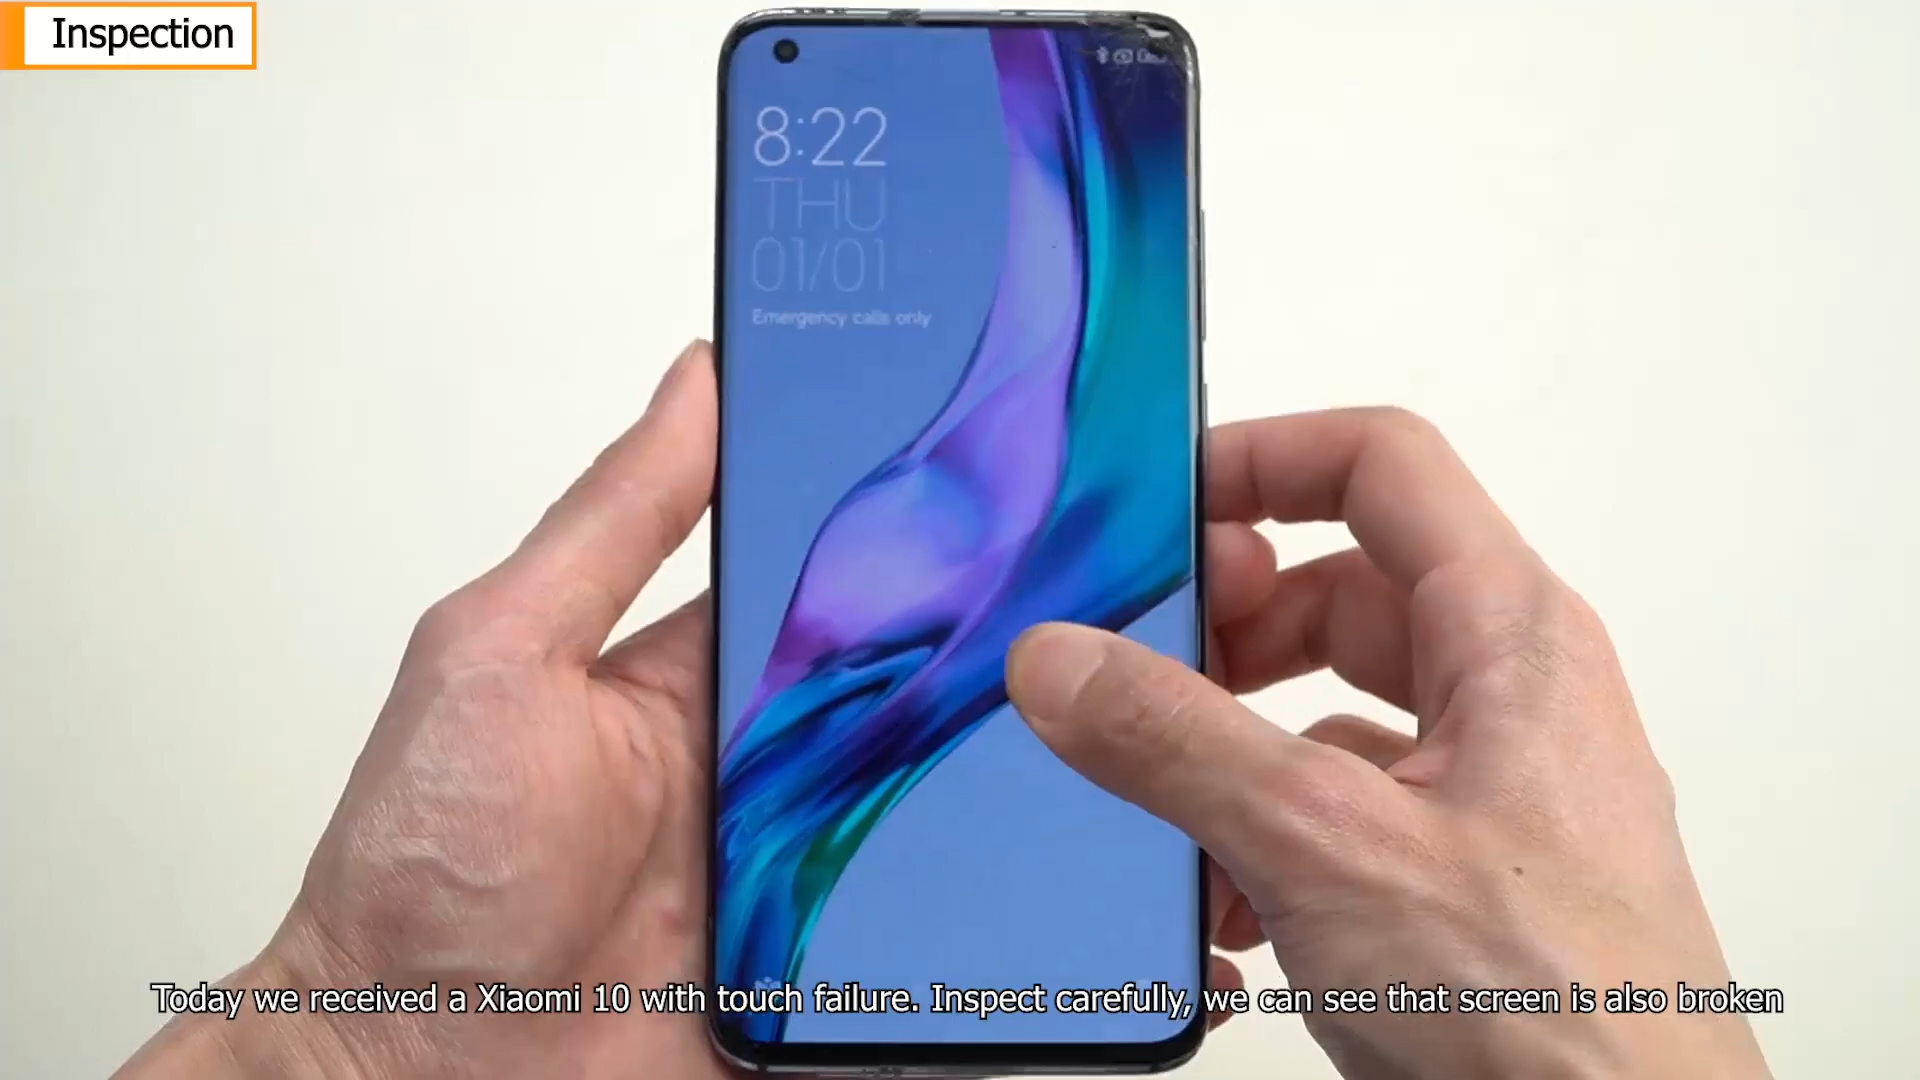 Inspection
8:22
THU
01/01
Emergency calls only
Today we received a Xiaomi 10 with touch failure. Inspect carefully, we can see that screen is also broken